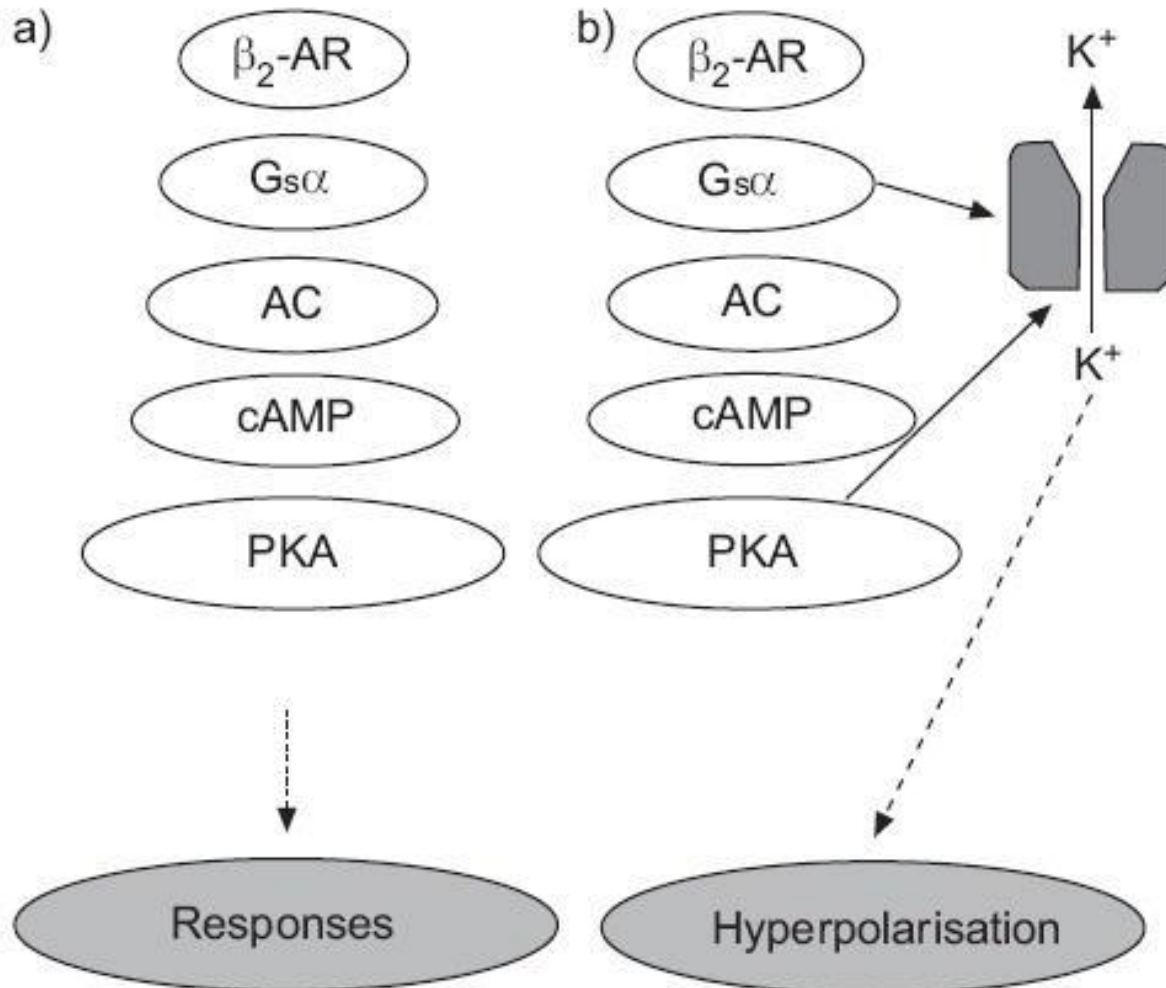 a)
β₂-AR
Gsα
AC
cAMP
PKA
Responses
b)
β₂-AR
Gsα
AC
cAMP
PKA
K⁺
K⁺
Hyperpolarisation